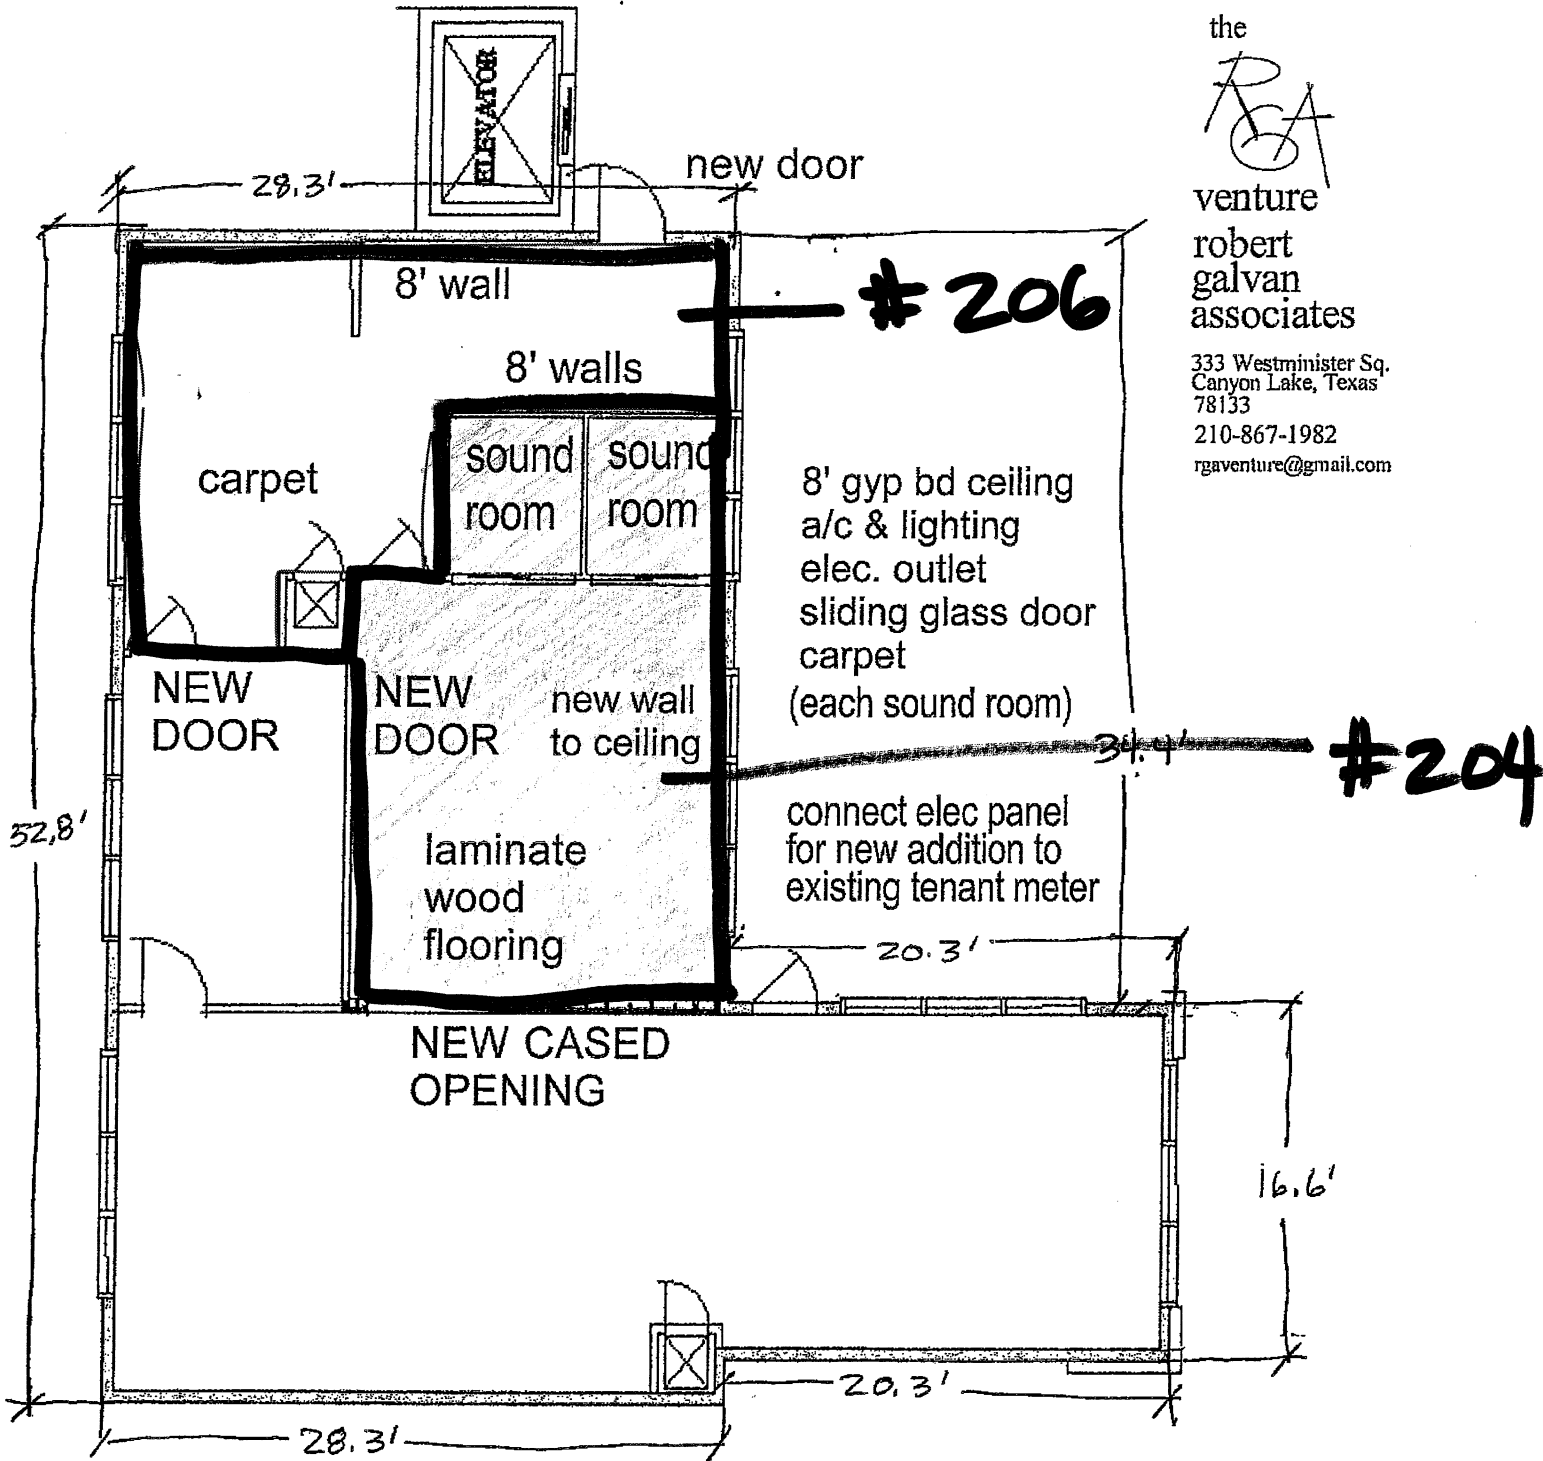 the
RGA
venture
robert
galvan
associates
333 Westminister Sq.
Canyon Lake, Texas
78133
210-867-1982
rgaventure@gmail.com
ELEVATOR
new door
28.3'
8' wall
#206
8' walls
sound
room
sound
room
carpet
8' gyp bd ceiling
a/c & lighting
elec. outlet
sliding glass door
carpet
(each sound room)
NEW
DOOR
NEW
DOOR
new wall
to ceiling
34.4'
#204
52.8'
laminate
wood
flooring
connect elec panel
for new addition to
existing tenant meter
20.3'
NEW CASED
OPENING
16.6'
20.3'
28.3'